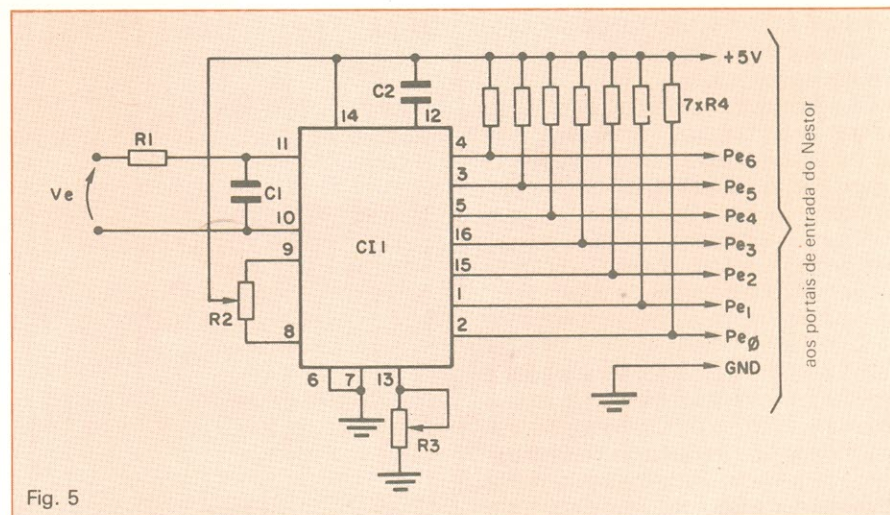 +5V
C2
14
12
7xR4
R1
11
4
Pe6
Ve
C1
3
Pe5
10
5
Pe4
9
CI1
16
Pe3
15
Pe2
R2
1
Pe1
8
2
Peø
6
7
13
GND
R3
aos portais de entrada do Nestor
Fig. 5